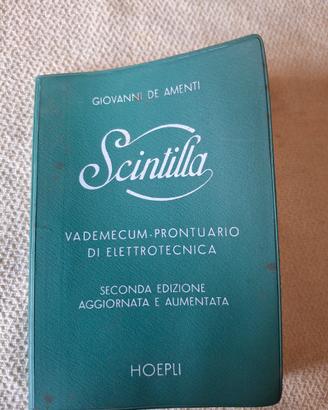 GIOVANNI DE AMENTI
Scintilla
VADEMECUM-PRONTUARIO
DI ELETTROTECNICA
SECONDA EDIZIONE
AGGIORNATA E AUMENTATA
HOEPLI